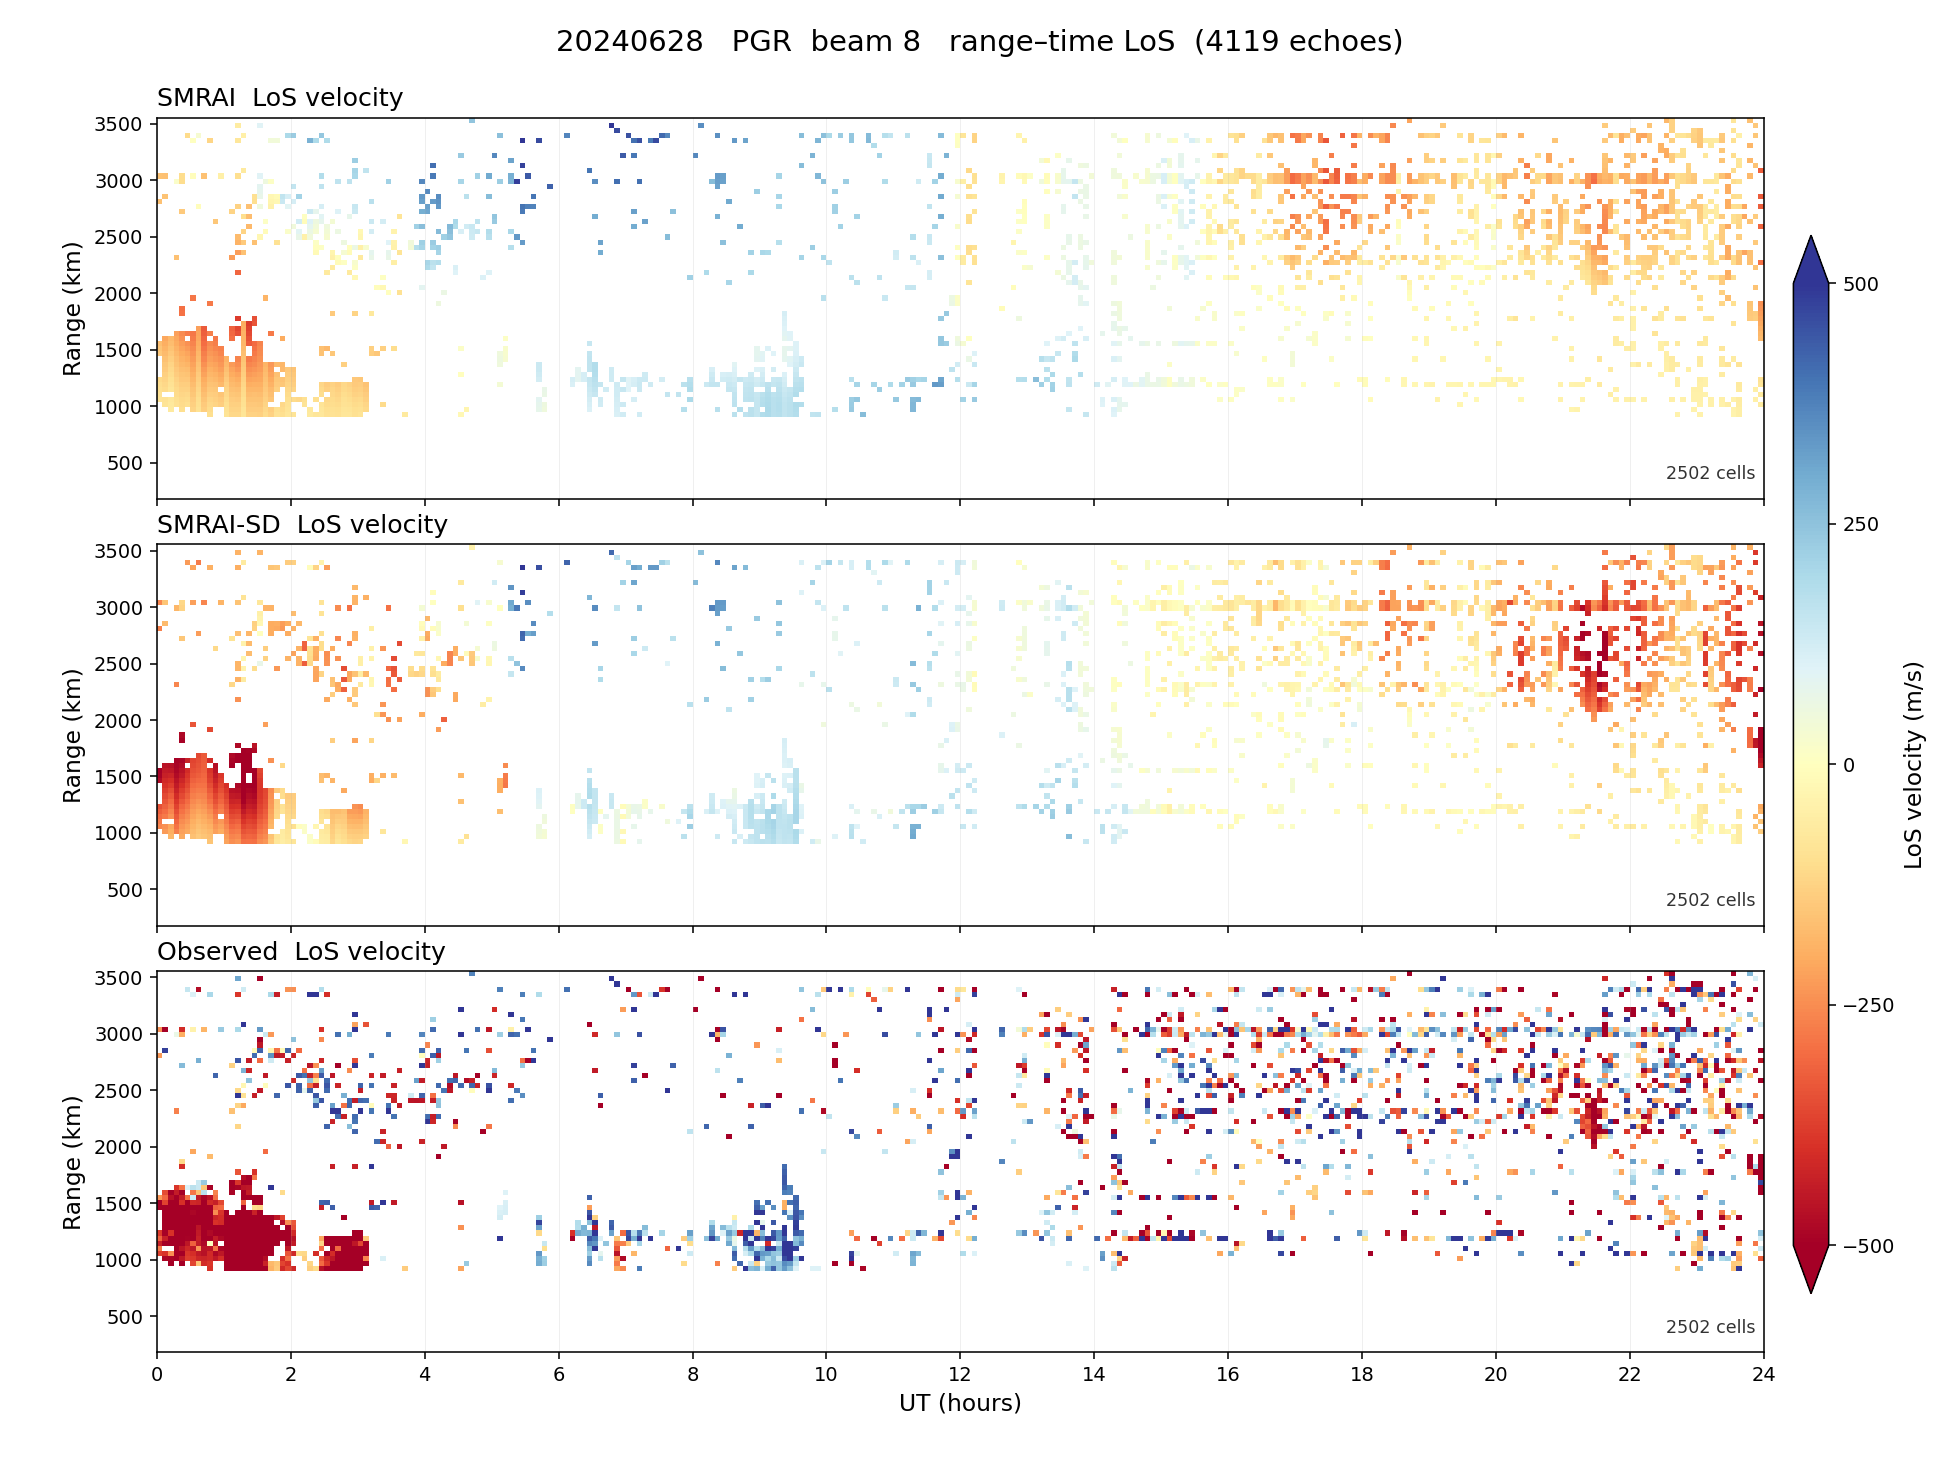 20240628   PGR  beam 8   range–time LoS  (4119 echoes)
SMRAI  LoS velocity
3500
3000
2500
2000
1500
1000
500
Range (km)
2502 cells
SMRAI-SD  LoS velocity
3500
3000
2500
2000
1500
1000
500
Range (km)
2502 cells
Observed  LoS velocity
3500
3000
2500
2000
1500
1000
500
Range (km)
2502 cells
0 2 4 6 8 10 12 14 16 18 20 22 24
UT (hours)
500
250
0
−250
−500
LoS velocity (m/s)